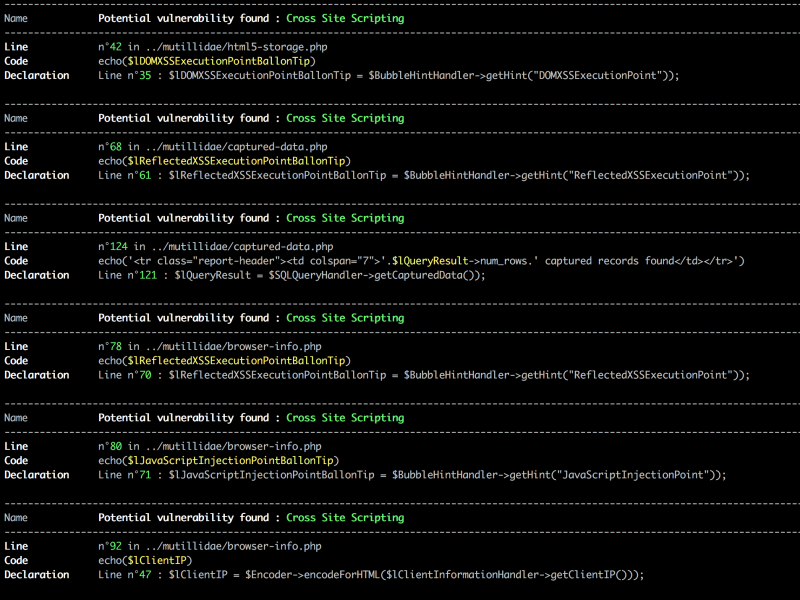 Name Potential vulnerability found : Cross Site Scripting
Line n°42 in ../mutillidae/html5-storage.php
Code echo($lDOMXSSExecutionPointBallonTip)
Declaration Line n°35 : $lDOMXSSExecutionPointBallonTip = $BubbleHintHandler->getHint("DOMXSSExecutionPoint"));
Name Potential vulnerability found : Cross Site Scripting
Line n°68 in ../mutillidae/captured-data.php
Code echo($lReflectedXSSExecutionPointBallonTip)
Declaration Line n°61 : $lReflectedXSSExecutionPointBallonTip = $BubbleHintHandler->getHint("ReflectedXSSExecutionPoint"));
Name Potential vulnerability found : Cross Site Scripting
Line n°124 in ../mutillidae/captured-data.php
Code echo('<tr class="report-header"><td colspan="7">'.$lQueryResult->num_rows.' captured records found</td></tr>')
Declaration Line n°121 : $lQueryResult = $SQLQueryHandler->getCapturedData());
Name Potential vulnerability found : Cross Site Scripting
Line n°78 in ../mutillidae/browser-info.php
Code echo($lReflectedXSSExecutionPointBallonTip)
Declaration Line n°70 : $lReflectedXSSExecutionPointBallonTip = $BubbleHintHandler->getHint("ReflectedXSSExecutionPoint"));
Name Potential vulnerability found : Cross Site Scripting
Line n°80 in ../mutillidae/browser-info.php
Code echo($lJavaScriptInjectionPointBallonTip)
Declaration Line n°71 : $lJavaScriptInjectionPointBallonTip = $BubbleHintHandler->getHint("JavaScriptInjectionPoint"));
Name Potential vulnerability found : Cross Site Scripting
Line n°92 in ../mutillidae/browser-info.php
Code echo($lClientIP)
Declaration Line n°47 : $lClientIP = $Encoder->encodeForHTML($lClientInformationHandler->getClientIP()));